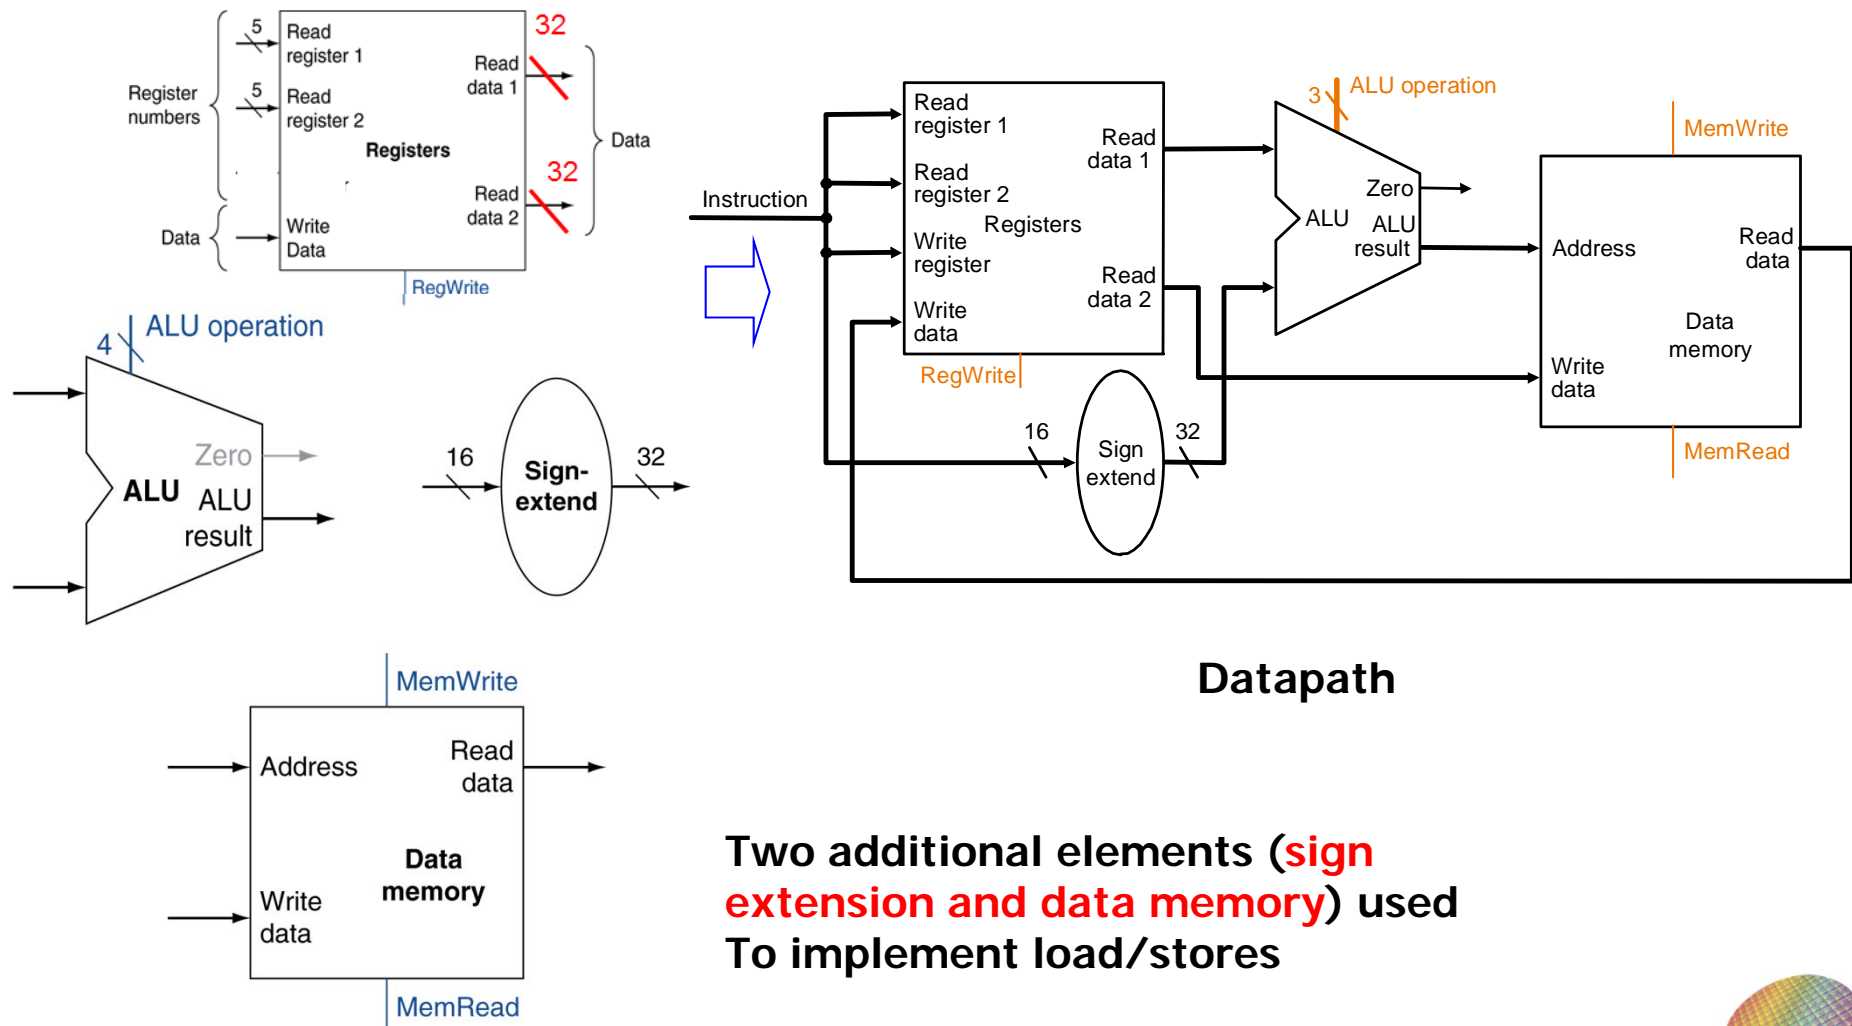 5
Read
register 1
32
Read
data 1
Register
numbers
5
Read
register 2
Registers
Data
32
Read
data 2
Data
Write
Data
RegWrite
4
ALU operation
Zero
ALU
ALU
result
16
Sign-
extend
32
MemWrite
Address
Read
data
Data
memory
Write
data
MemRead
Instruction
Read
register 1
Read
data 1
Read
register 2
Registers
Write
register
Read
data 2
Write
data
RegWrite
16
Sign
extend
32
3
ALU operation
Zero
ALU
ALU
result
MemWrite
Address
Read
data
Data
memory
Write
data
MemRead
Datapath
Two additional elements (sign
extension and data memory) used
To implement load/stores